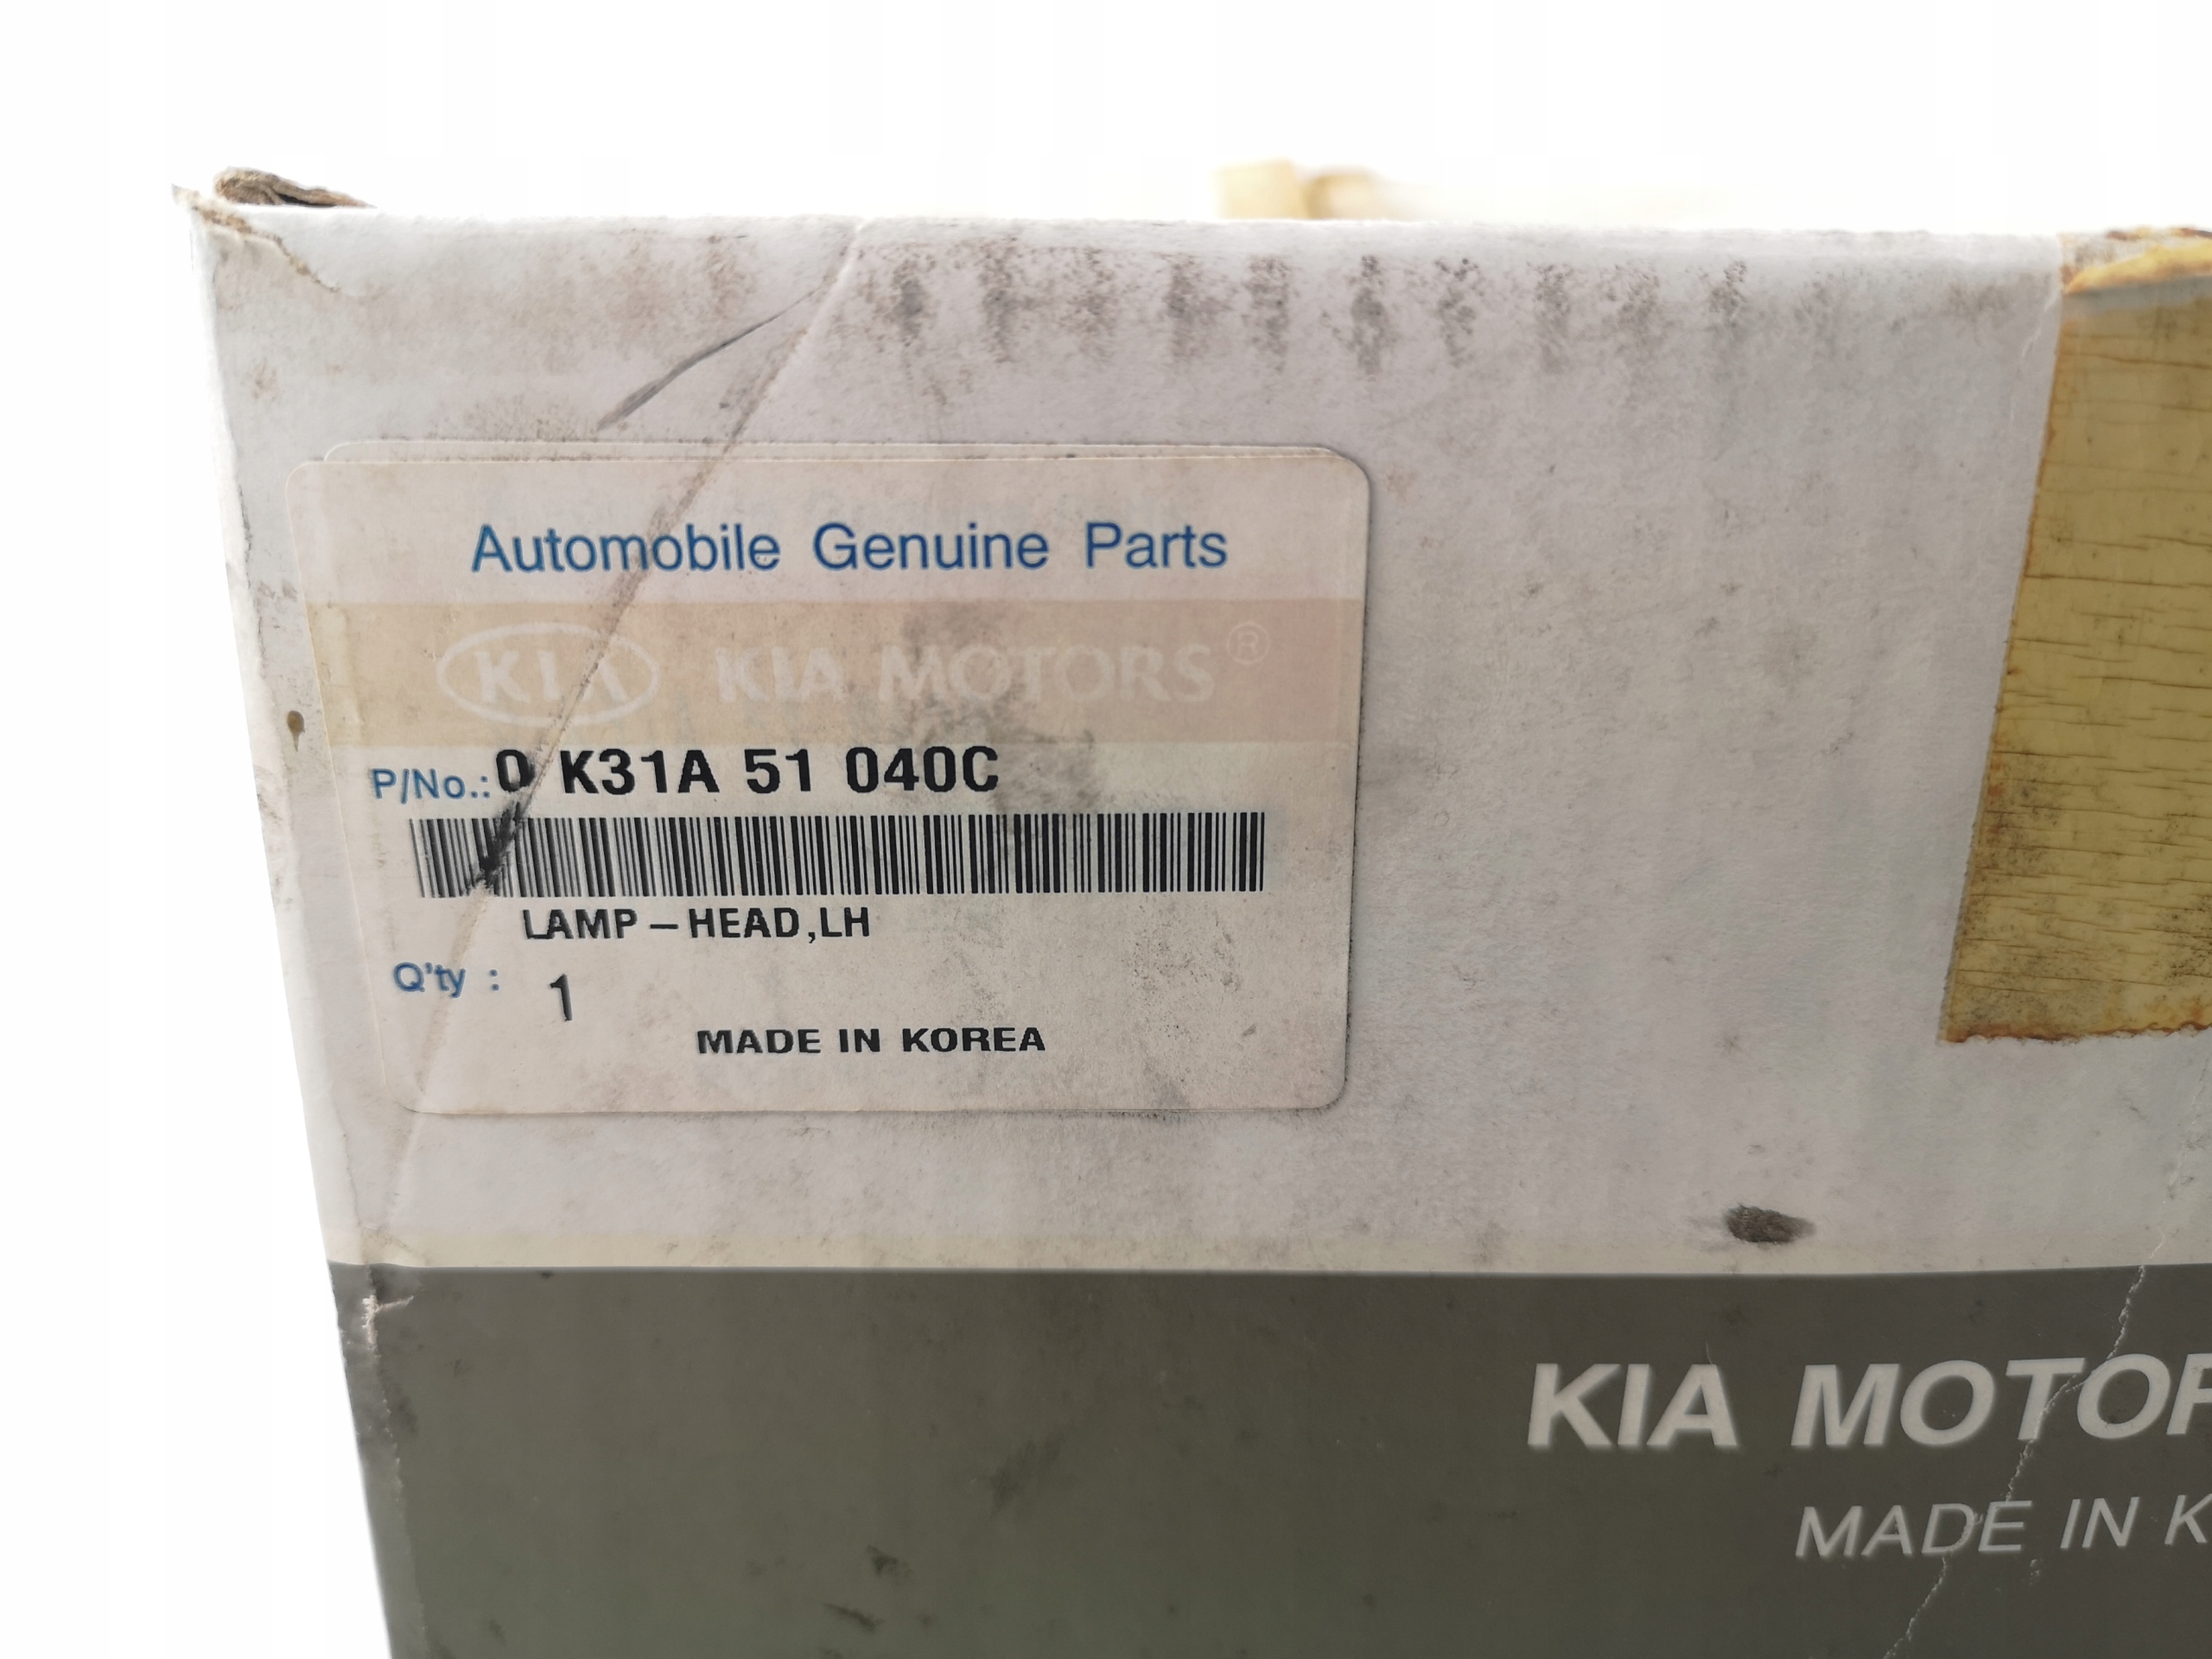 Automobile Genuine Parts
KIA KIA MOTORS®
P/No.: 0 K31A 51 040C
LAMP-HEAD,LH
Q'ty : 1
MADE IN KOREA
KIA MOTOR
MADE IN K